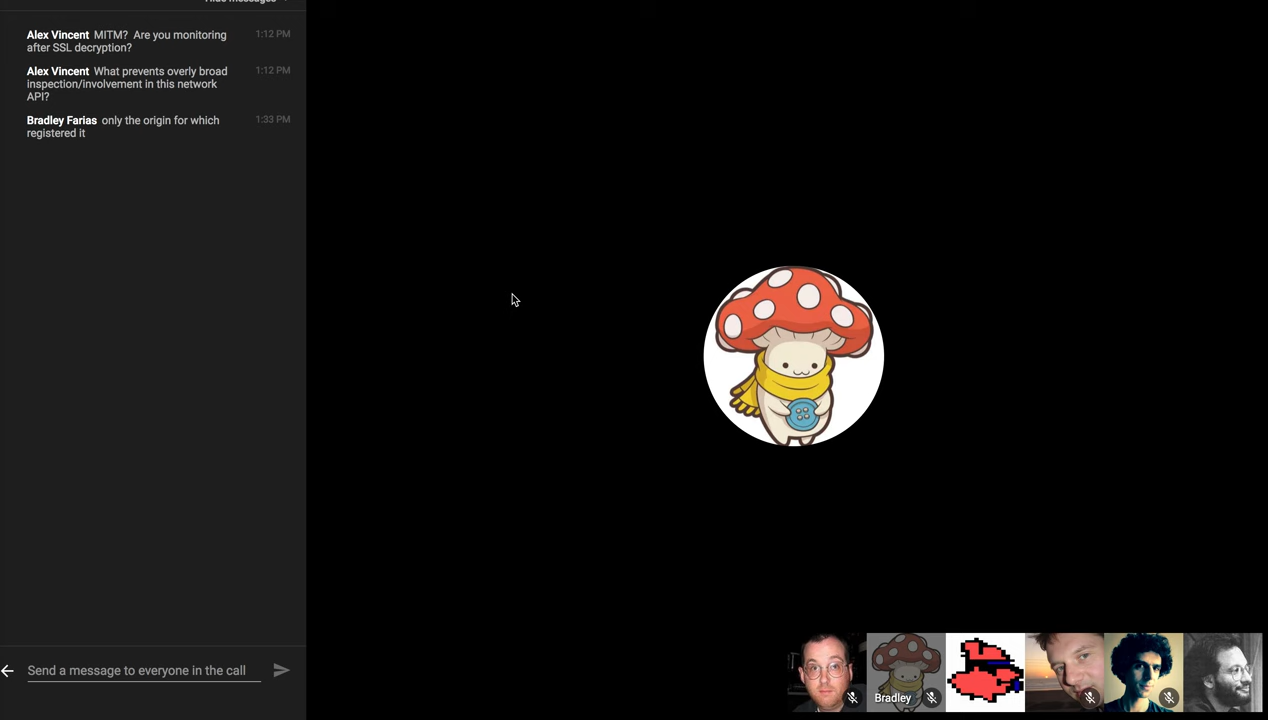 Hide messages
Alex Vincent MITM? Are you monitoring 1:12 PM
after SSL decryption?
Alex Vincent What prevents overly broad 1:12 PM
inspection/involvement in this network
API?
Bradley Farias only the origin for which 1:33 PM
registered it
Send a message to everyone in the call
Bradley